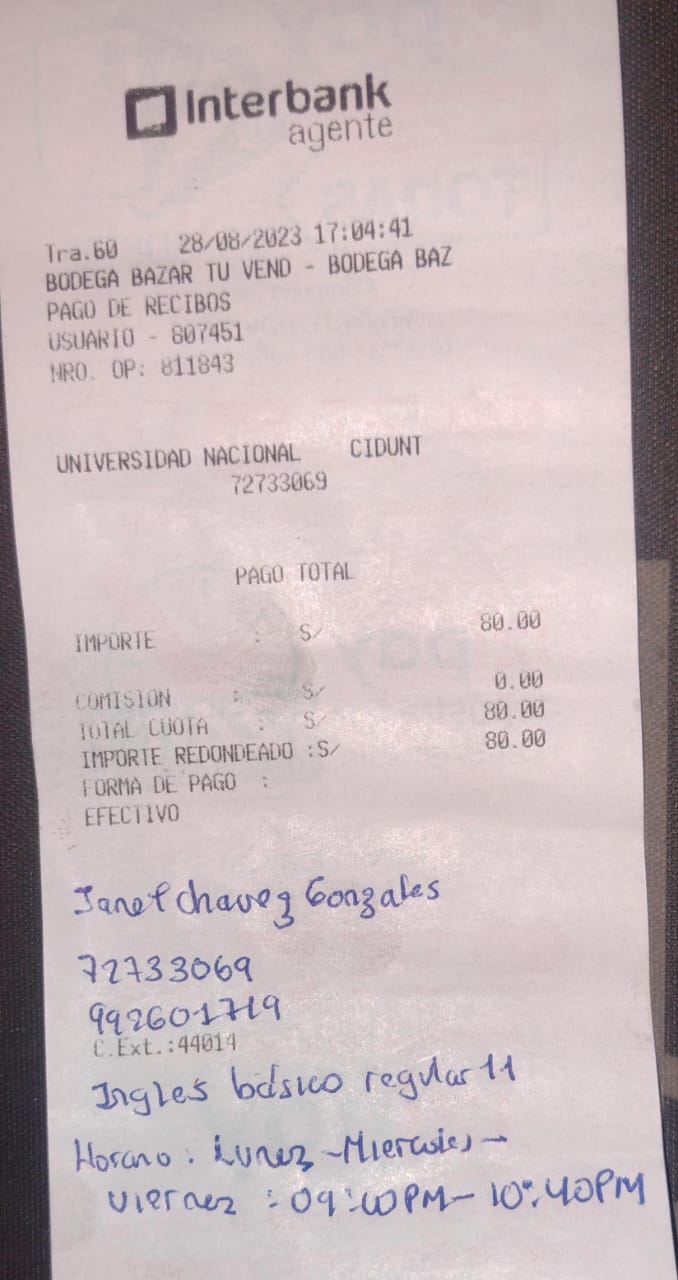 Interbank
agente
Tra.60 28/08/2023 17:04:41
BODEGA BAZAR TU VEND - BODEGA BAZ
PAGO DE RECIBOS
USUARIO - 807451
NRO. OP: 811843
UNIVERSIDAD NACIONAL CIDUNT
72733069
PAGO TOTAL
IMPORTE : S/ 80.00
COMISION : S/ 0.00
TOTAL CUOTA : S/ 80.00
IMPORTE REDONDEADO :S/ 80.00
FORMA DE PAGO :
EFECTIVO
Janet Chavez Gonzales
72733069
992601719
C.Ext.:44014
Ingles básico regular 11
Horario : Lunez - Miercoles -
Viernez : 09:10PM - 10:40PM